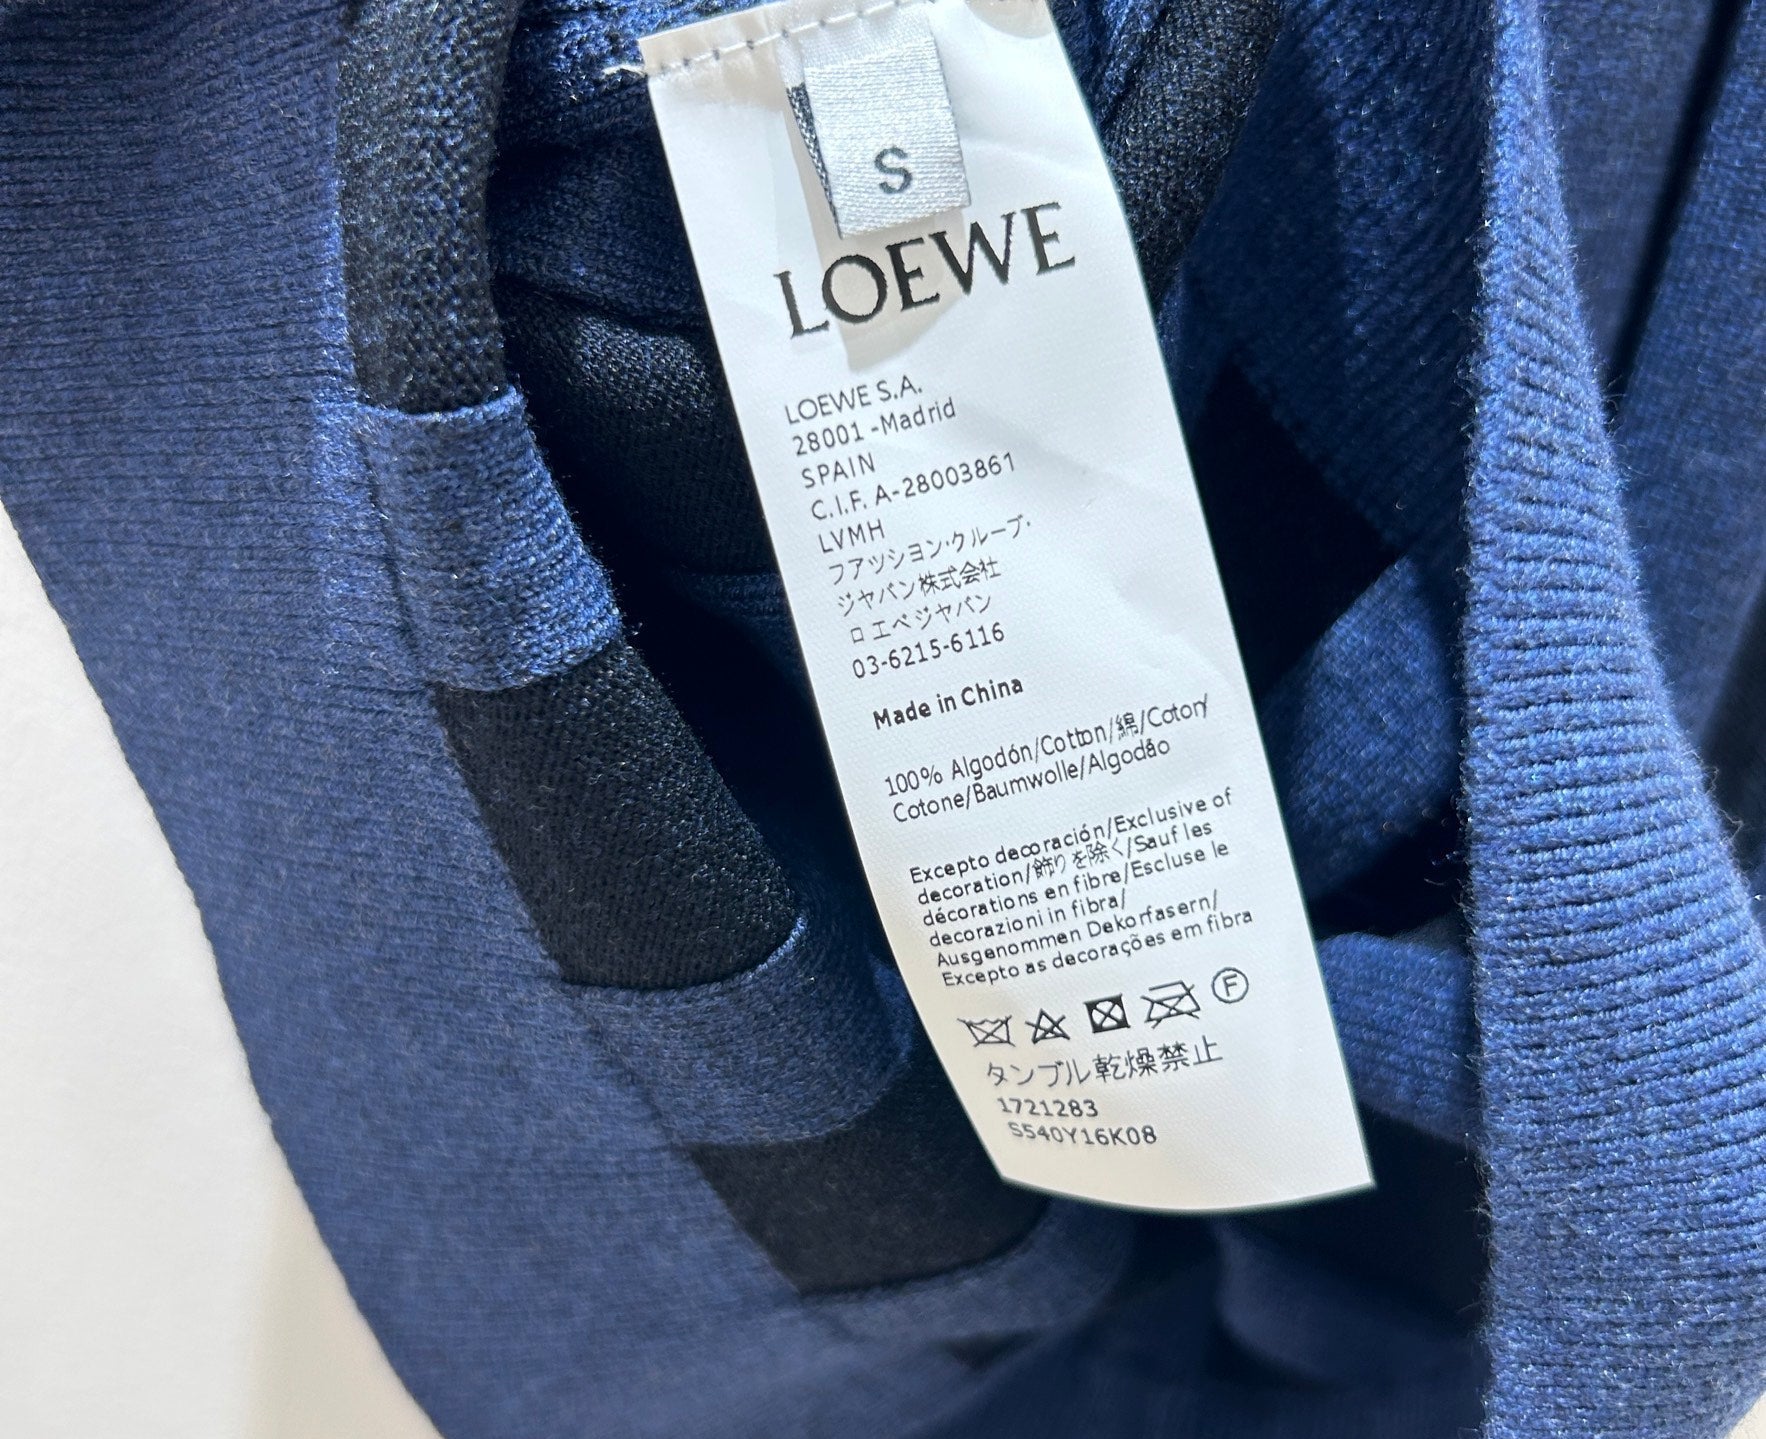 S
LOEWE
LOEWE S.A.
28001 -Madrid
SPAIN
C.I.F. A-28003861
LVMH
フアッション・クループ・
ジヤパン株式会社
ロエベジャパン
03-6215-6116
Made in China
100% Algodón/Cotton/綿/Coton/
Cotone/Baumwolle/Algodão
Excepto decoración/Exclusive of
decoration/飾りを除く/Sauf les
décorations en fibre/Escluse le
decorazioni in fibra/
Ausgenommen Dekorfasern/
Excepto as decorações em fibra
F
タンブル乾燥禁止
1721283
S540Y16K08